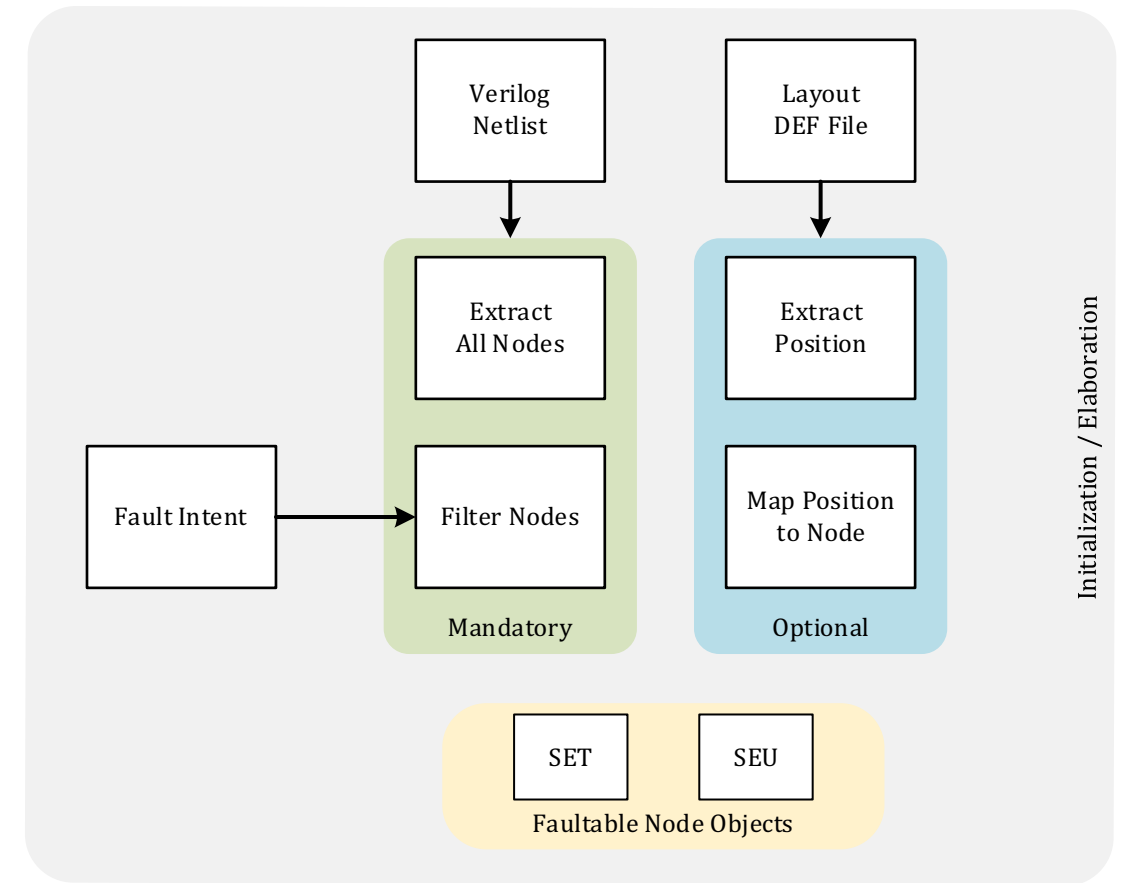 Verilog
Netlist
Layout
DEF File
Extract
All Nodes
Extract
Position
Fault Intent
Filter Nodes
Map Position
to Node
Mandatory
Optional
SET
SEU
Faultable Node Objects
Initialization / Elaboration